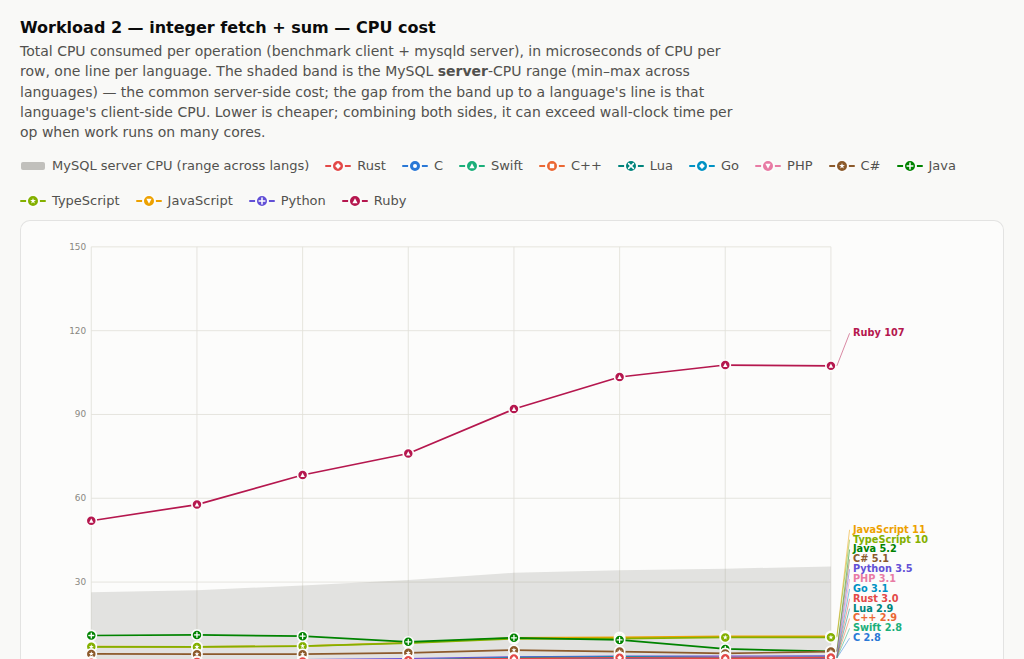 Workload 2 — integer fetch + sum — CPU cost
Total CPU consumed per operation (benchmark client + mysqld server), in microseconds of CPU per
row, one line per language. The shaded band is the MySQL server-CPU range (min–max across
languages) — the common server-side cost; the gap from the band up to a language's line is that
language's client-side CPU. Lower is cheaper; combining both sides, it can exceed wall-clock time per
op when work runs on many cores.
MySQL server CPU (range across langs) Rust C Swift C++ Lua Go PHP C# Java
TypeScript JavaScript Python Ruby
150
120
90
60
30
Ruby 107
JavaScript 11
TypeScript 10
Java 5.2
C# 5.1
Python 3.5
PHP 3.1
Go 3.1
Rust 3.0
Lua 2.9
C++ 2.9
Swift 2.8
C 2.8